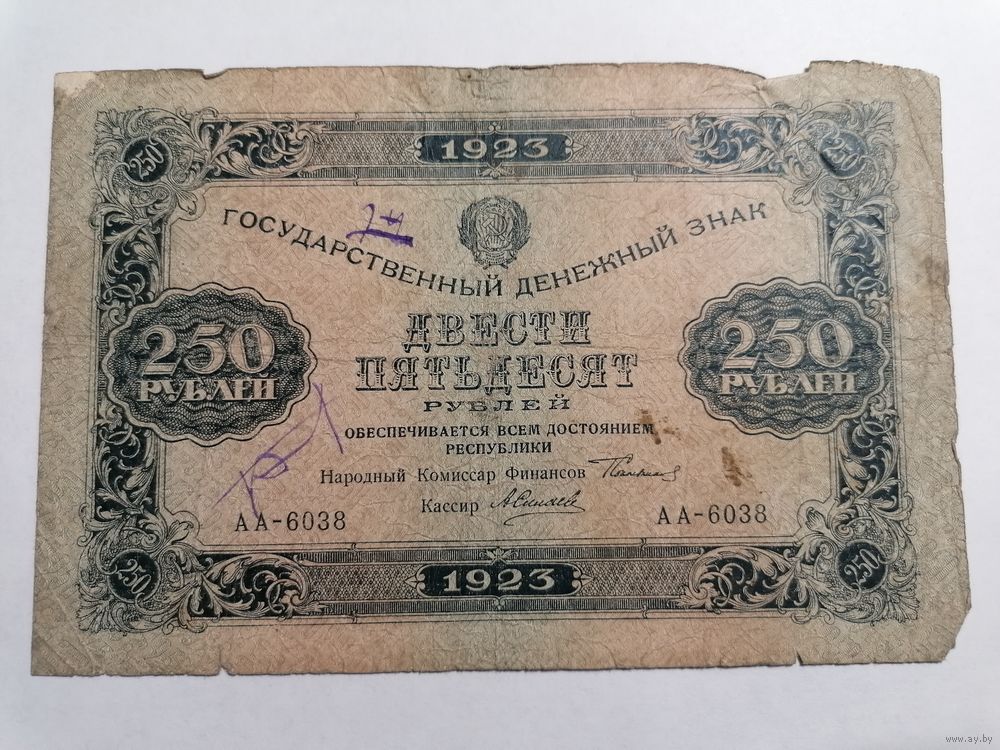 1923
250 250
ГОСУДАРСТВЕННЫЙ ДЕНЕЖНЫЙ ЗНАК
ДВЕСТИ
ПЯТЬДЕСЯТ
РУБЛЕЙ
250
РУБЛЕЙ
250
РУБЛЕЙ
ОБЕСПЕЧИВАЕТСЯ ВСЕМ ДОСТОЯНИЕМ
РЕСПУБЛИКИ
Народный Комиссар Финансов
Кассир
АА-6038 АА-6038
250 250
1923
www.ay.by